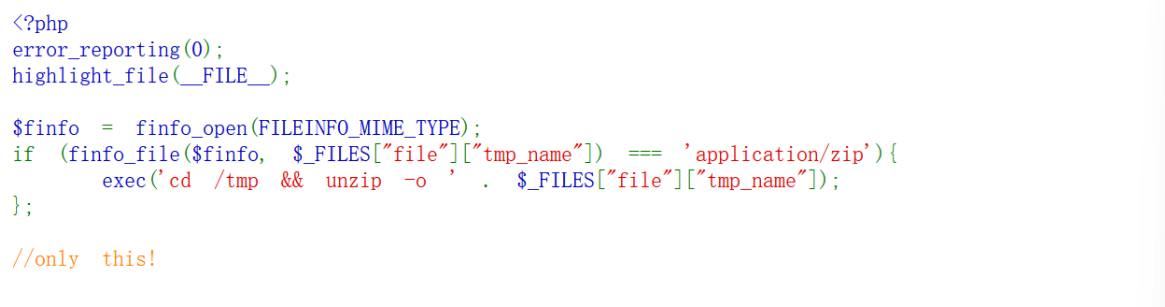 <?php
error_reporting(0);
highlight_file(__FILE__);
$finfo = finfo_open(FILEINFO_MIME_TYPE);
if (finfo_file($finfo, $_FILES["file"]["tmp_name"]) === 'application/zip'){
exec('cd /tmp && unzip -o ' . $_FILES["file"]["tmp_name"]);
};
//only this!